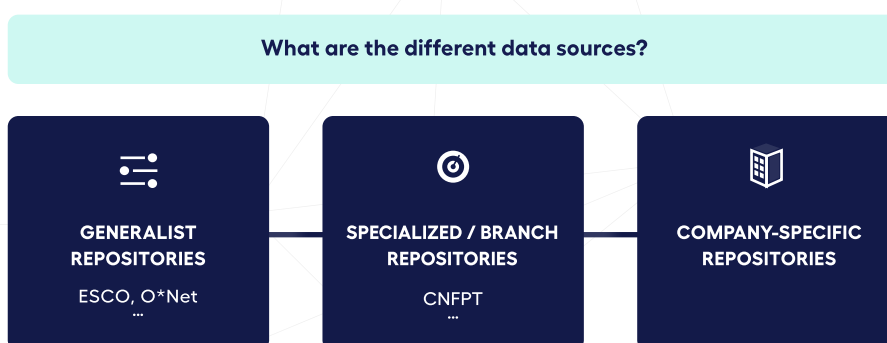 What are the different data sources?
GENERALIST
REPOSITORIES
ESCO, O*Net
...
SPECIALIZED / BRANCH
REPOSITORIES
CNFPT
...
COMPANY-SPECIFIC
REPOSITORIES